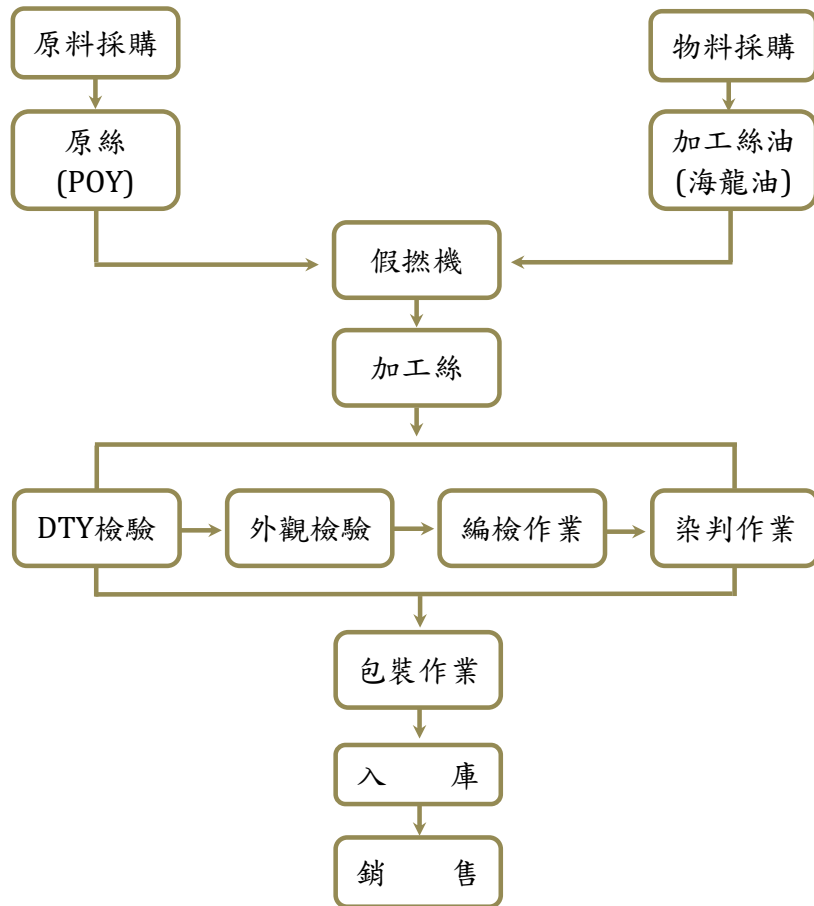 原料採購
物料採購
原絲
(POY)
加工絲油
(海龍油)
假撚機
加工絲
DTY檢驗
外觀檢驗
編檢作業
染判作業
包裝作業
入 庫
銷 售